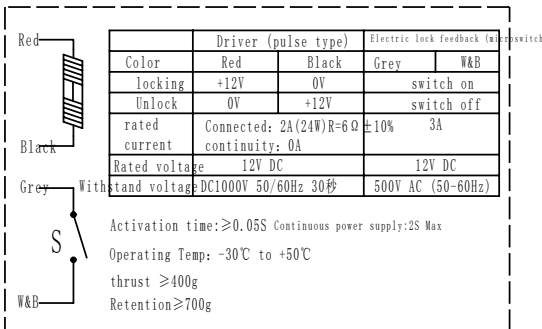 Red
Black
Grey
S
W&B
Driver (pulse type) Electric lock feedback (microswitch
Color Red Black Grey W&B
locking +12V 0V switch on
Unlock 0V +12V switch off
rated current Connected: 2A(24W)R=6Ω±10% continuity: 0A 3A
Rated voltage 12V DC 12V DC
Withstand voltage DC1000V 50/60Hz 30秒 500V AC (50-60Hz)
Activation time:≥0.05S Continuous power supply:2S Max
Operating Temp: -30℃ to +50℃
thrust ≥400g
Retention≥700g